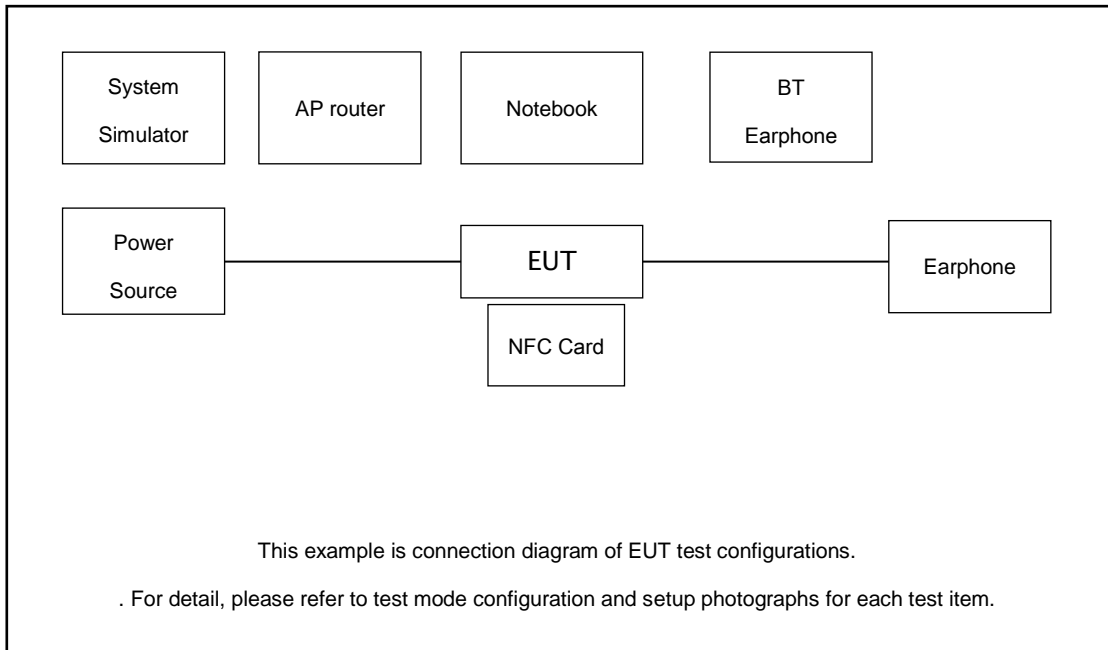 System
Simulator
AP router
Notebook
BT
Earphone
Power
Source
EUT
Earphone
NFC Card
This example is connection diagram of EUT test configurations.
. For detail, please refer to test mode configuration and setup photographs for each test item.